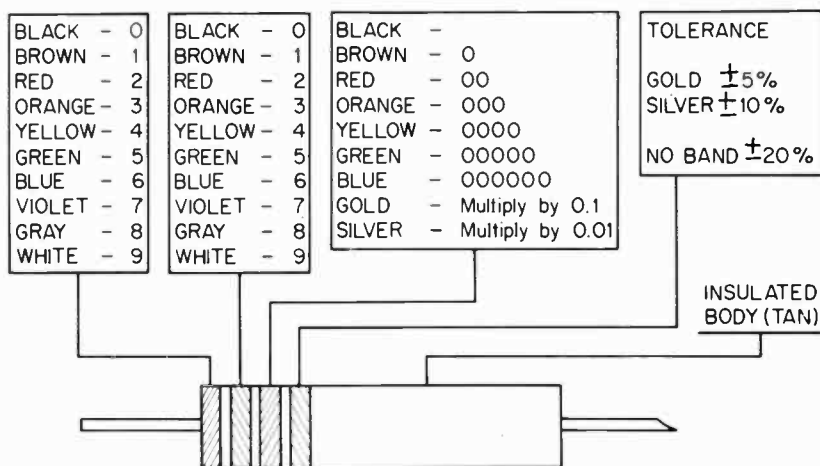 BLACK - 0
BROWN - 1
RED - 2
ORANGE - 3
YELLOW - 4
GREEN - 5
BLUE - 6
VIOLET - 7
GRAY - 8
WHITE - 9
BLACK - 0
BROWN - 1
RED - 2
ORANGE - 3
YELLOW - 4
GREEN - 5
BLUE - 6
VIOLET - 7
GRAY - 8
WHITE - 9
BLACK -
BROWN - 0
RED - 00
ORANGE - 000
YELLOW - 0000
GREEN - 00000
BLUE - 000000
GOLD - Multiply by 0.1
SILVER - Multiply by 0.01
TOLERANCE
GOLD ±5%
SILVER ±10%
NO BAND ±20%
INSULATED
BODY (TAN)